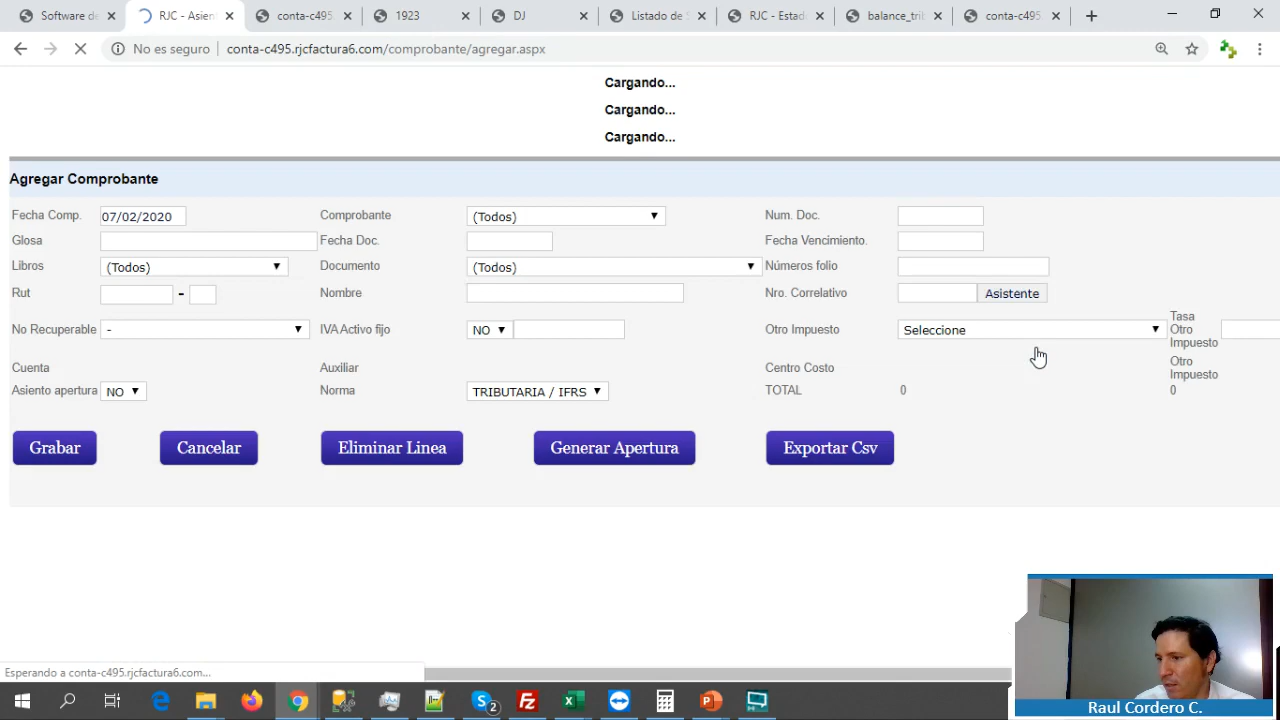 Software de
RJC - Asien
conta-c495
1923
DJ
Listado de S
RJC - Estad
balance_trib
conta-c495.
No es seguro
conta-c495.rjcfactura6.com/comprobante/agregar.aspx
Cargando...
Cargando...
Cargando...
Agregar Comprobante
Fecha Comp. 07/02/2020 Comprobante (Todos) Num. Doc.
Glosa Fecha Doc. Fecha Vencimiento.
Libros (Todos) Documento (Todos) Números folio
Rut - Nombre Nro. Correlativo Asistente
No Recuperable - IVA Activo fijo NO Otro Impuesto Seleccione Tasa Otro Impuesto
Cuenta Auxiliar Centro Costo Otro Impuesto
Asiento apertura NO Norma TRIBUTARIA / IFRS TOTAL 0 0
Grabar Cancelar Eliminar Linea Generar Apertura Exportar Csv
Esperando a conta-c495.rjcfactura6.com...
2
Raul Cordero C.